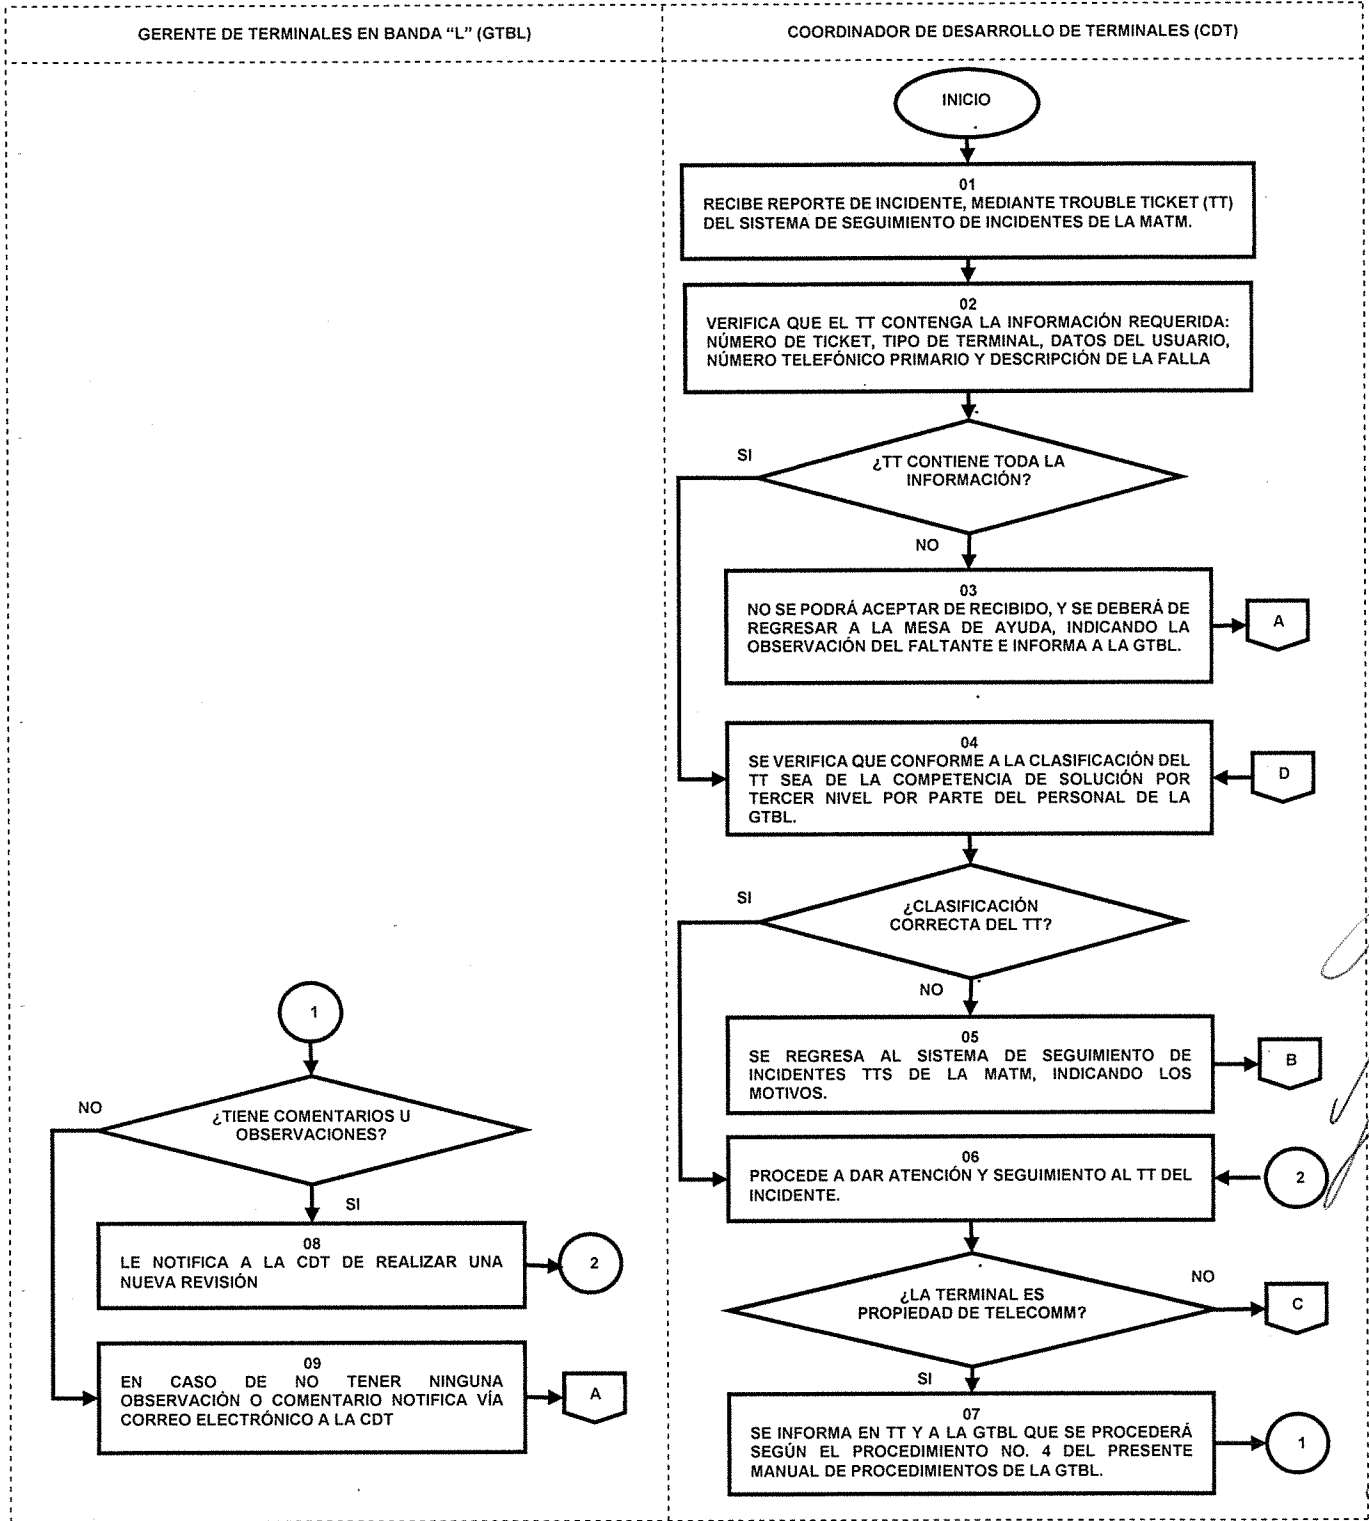 GERENTE DE TERMINALES EN BANDA “L” (GTBL)
COORDINADOR DE DESARROLLO DE TERMINALES (CDT)
INICIO
01
RECIBE REPORTE DE INCIDENTE, MEDIANTE TROUBLE TICKET (TT)
DEL SISTEMA DE SEGUIMIENTO DE INCIDENTES DE LA MATM.
02
VERIFICA QUE EL TT CONTENGA LA INFORMACIÓN REQUERIDA:
NÚMERO DE TICKET, TIPO DE TERMINAL, DATOS DEL USUARIO,
NÚMERO TELEFÓNICO PRIMARIO Y DESCRIPCIÓN DE LA FALLA
SI
¿TT CONTIENE TODA LA
INFORMACIÓN?
NO
03
NO SE PODRÁ ACEPTAR DE RECIBIDO, Y SE DEBERÁ DE
REGRESAR A LA MESA DE AYUDA, INDICANDO LA
OBSERVACIÓN DEL FALTANTE E INFORMA A LA GTBL.
A
04
SE VERIFICA QUE CONFORME A LA CLASIFICACIÓN DEL
TT SEA DE LA COMPETENCIA DE SOLUCIÓN POR
TERCER NIVEL POR PARTE DEL PERSONAL DE LA
GTBL.
D
SI
¿CLASIFICACIÓN
CORRECTA DEL TT?
NO
05
SE REGRESA AL SISTEMA DE SEGUIMIENTO DE
INCIDENTES TTS DE LA MATM, INDICANDO LOS
MOTIVOS.
B
06
PROCEDE A DAR ATENCIÓN Y SEGUIMIENTO AL TT DEL
INCIDENTE.
2
¿LA TERMINAL ES
PROPIEDAD DE TELECOMM?
NO
C
SI
07
SE INFORMA EN TT Y A LA GTBL QUE SE PROCEDERÁ
SEGÚN EL PROCEDIMIENTO NO. 4 DEL PRESENTE
MANUAL DE PROCEDIMIENTOS DE LA GTBL.
1
1
NO
¿TIENE COMENTARIOS U
OBSERVACIONES?
SI
08
LE NOTIFICA A LA CDT DE REALIZAR UNA
NUEVA REVISIÓN
2
09
EN CASO DE NO TENER NINGUNA
OBSERVACIÓN O COMENTARIO NOTIFICA VÍA
CORREO ELECTRÓNICO A LA CDT
A